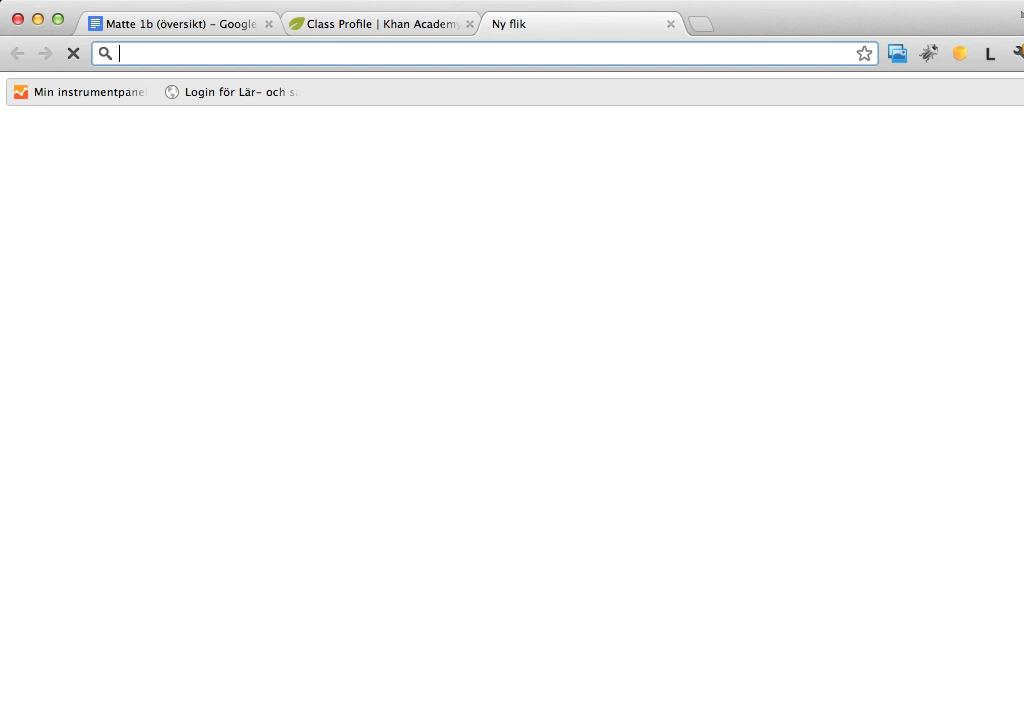 Matte 1b (översikt) - Google
Class Profile | Khan Academy
Ny flik
L
Min instrumentpanel
Login för Lär- och